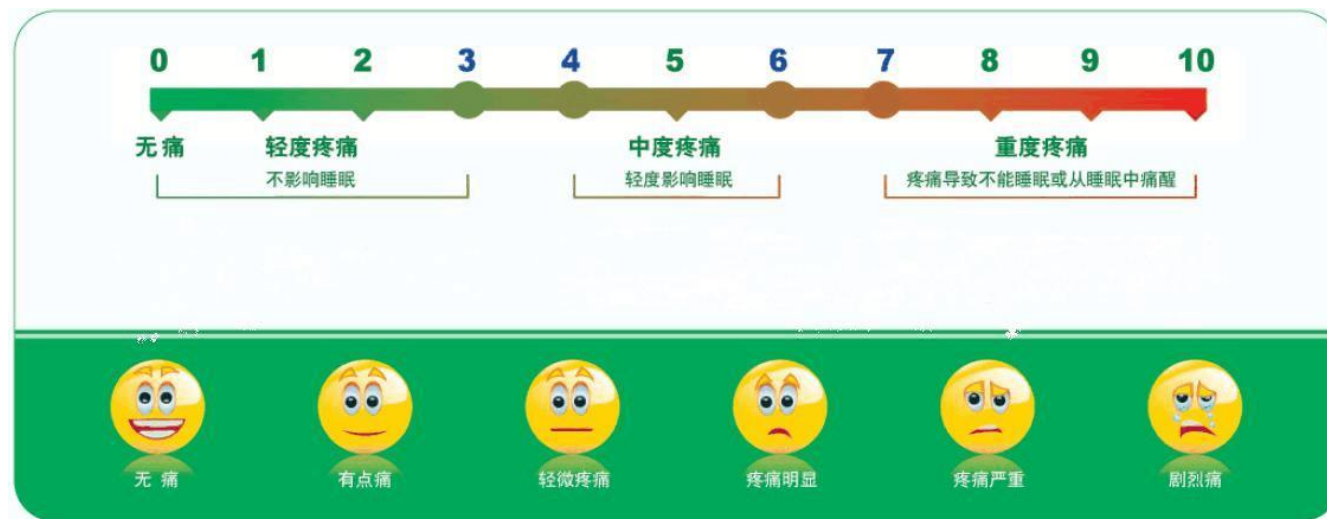 0 1 2 3 4 5 6 7 8 9 10
无痛 轻度疼痛 中度疼痛 重度疼痛
不影响睡眠 轻度影响睡眠 疼痛导致不能睡眠或从睡眠中痛醒
无痛 有点痛 轻微疼痛 疼痛明显 疼痛严重 剧烈痛